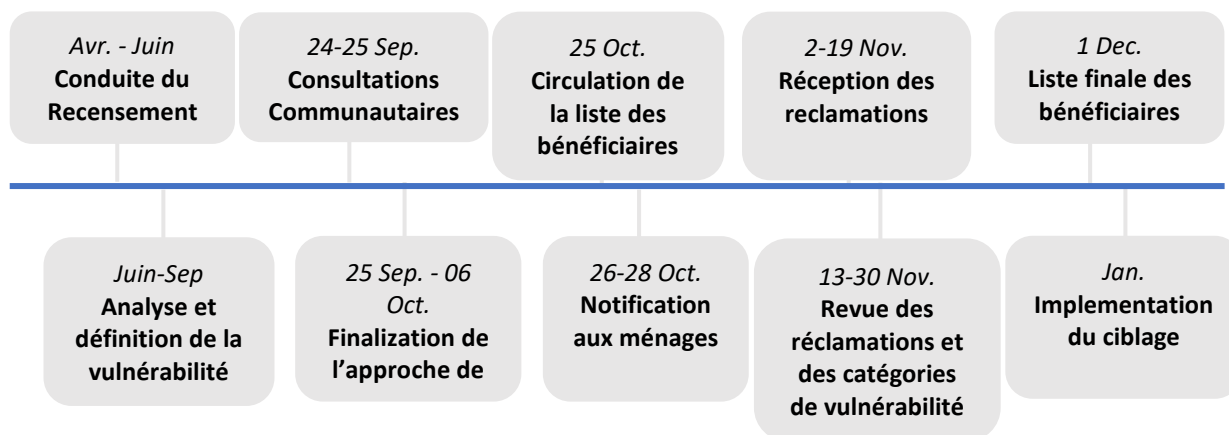 Avr. - Juin
Conduite du
Recensement
24-25 Sep.
Consultations
Communautaires
25 Oct.
Circulation de
la liste des
bénéficiaires
2-19 Nov.
Réception des
reclamations
1 Dec.
Liste finale des
bénéficiaires
Juin-Sep
Analyse et
définition de la
vulnérabilité
25 Sep. - 06
Oct.
Finalization de
l’approche de
26-28 Oct.
Notification
aux ménages
13-30 Nov.
Revue des
réclamations et
des catégories
de vulnérabilité
Jan.
Implementation
du ciblage